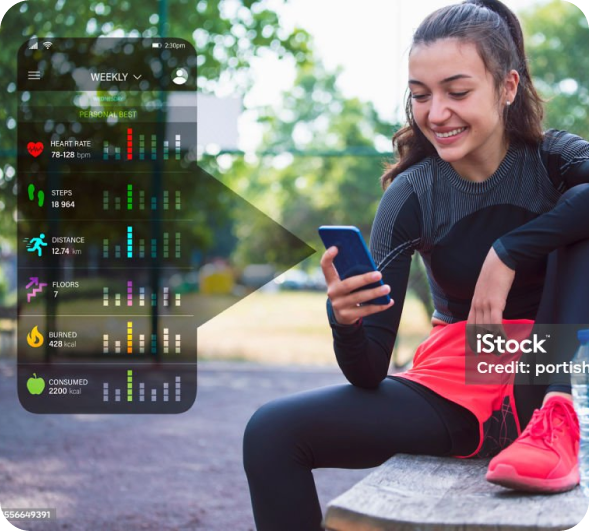 2:30pm
WEEKLY
PERSONAL BEST
HEART RATE
78-128 bpm
STEPS
18 964
DISTANCE
12.74 km
FLOORS
7
BURNED
428 kcal
CONSUMED
2200 kcal
iStock
Credit: portish
556649391